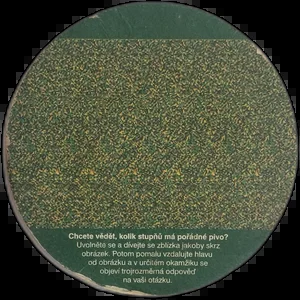 Chcete vědět, kolik stupňů má pořádné pivo?
Uvolněte se a dívejte se zblízka jakoby skrz
obrázek. Potom pomalu vzdalujte hlavu
od obrázku a v určitém okamžiku se
objeví trojrozměrná odpověď
na vaši otázku.